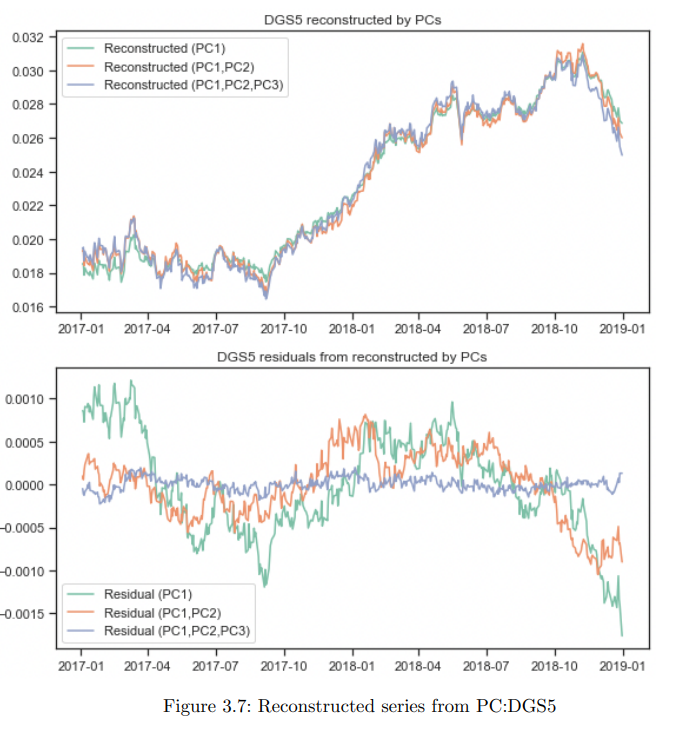 DGS5 reconstructed by PCs
0.032
0.030
0.028
0.026
0.024
0.022
0.020
0.018
0.016
Reconstructed (PC1)
Reconstructed (PC1,PC2)
Reconstructed (PC1,PC2,PC3)
2017-01 2017-04 2017-07 2017-10 2018-01 2018-04 2018-07 2018-10 2019-01
DGS5 residuals from reconstructed by PCs
0.0010
0.0005
0.0000
−0.0005
−0.0010
−0.0015
Residual (PC1)
Residual (PC1,PC2)
Residual (PC1,PC2,PC3)
2017-01 2017-04 2017-07 2017-10 2018-01 2018-04 2018-07 2018-10 2019-01
Figure 3.7: Reconstructed series from PC:DGS5